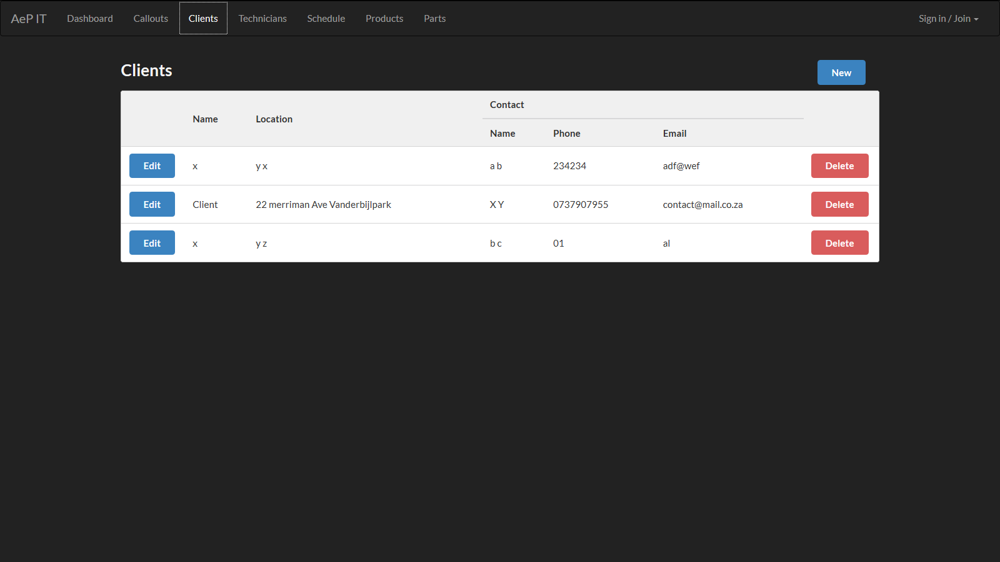 AeP IT Dashboard Callouts Clients Technicians Schedule Products Parts Sign in / Join
Clients New
Contact
Name Location
Name Phone Email
Edit x y x a b 234234 adf@wef Delete
Edit Client 22 merriman Ave Vanderbijlpark X Y 0737907955 contact@mail.co.za Delete
Edit x y z b c 01 al Delete